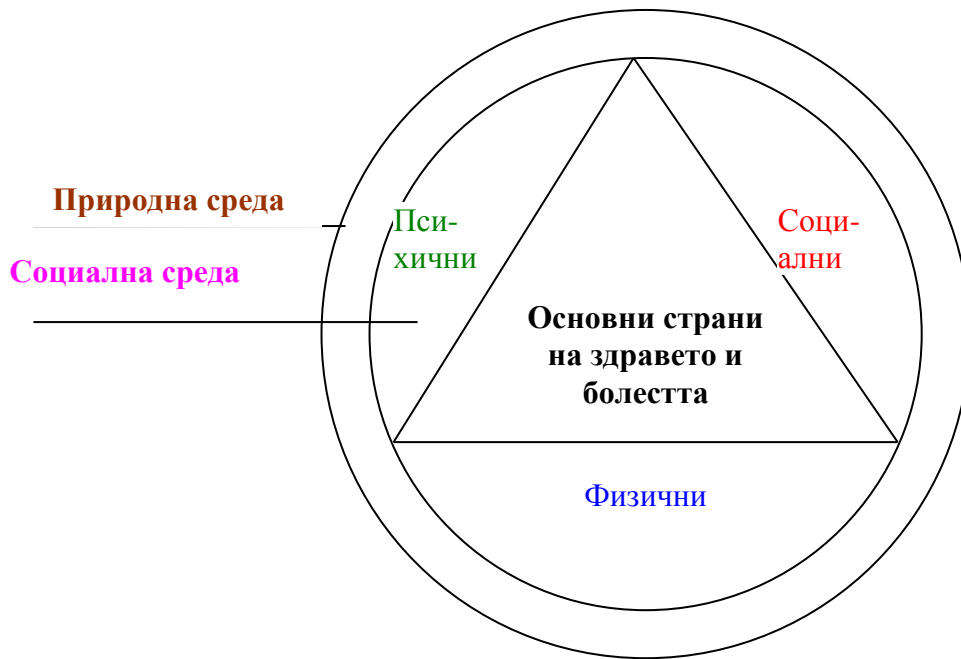 Природна среда
Социална среда
Пси-
хични
Соци-
ални
Основни страни
на здравето и
болестта
Физични